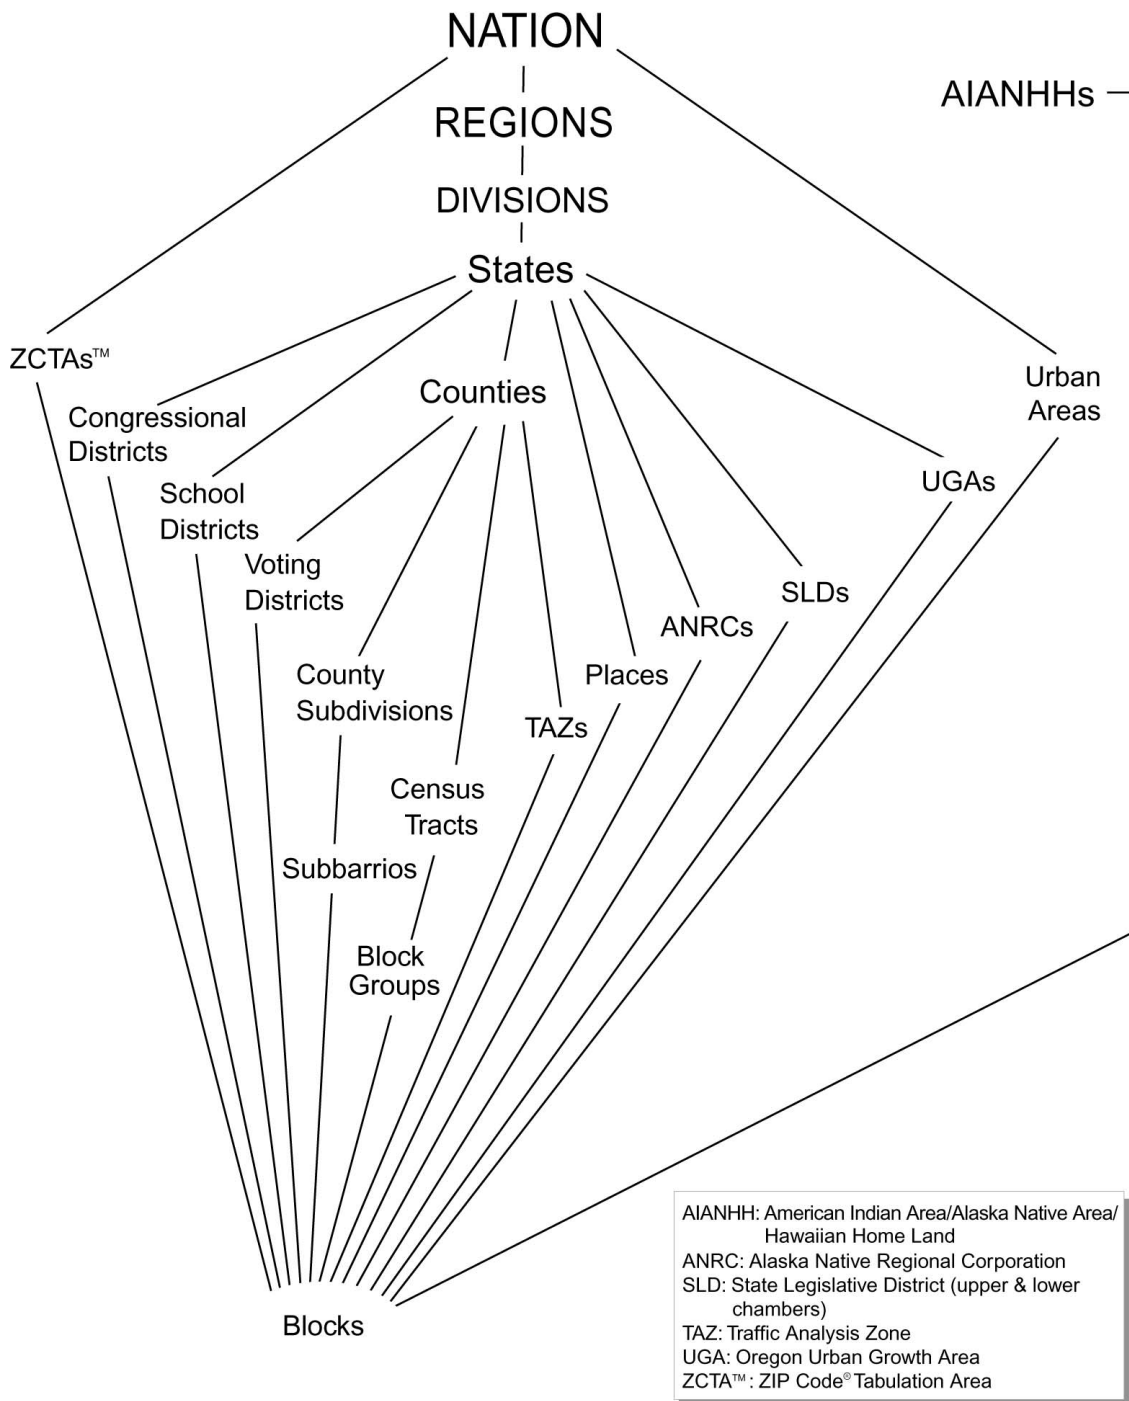 NATION
AIANHHs
REGIONS
DIVISIONS
States
ZCTAs™
Congressional
Districts
School
Districts
Voting
Districts
Counties
County
Subdivisions
Subbarrios
Census
Tracts
Block
Groups
TAZs
Places
ANRCs
SLDs
UGAs
Urban
Areas
Blocks
AIANHH: American Indian Area/Alaska Native Area/
Hawaiian Home Land
ANRC: Alaska Native Regional Corporation
SLD: State Legislative District (upper & lower
chambers)
TAZ: Traffic Analysis Zone
UGA: Oregon Urban Growth Area
ZCTA™: ZIP Code® Tabulation Area